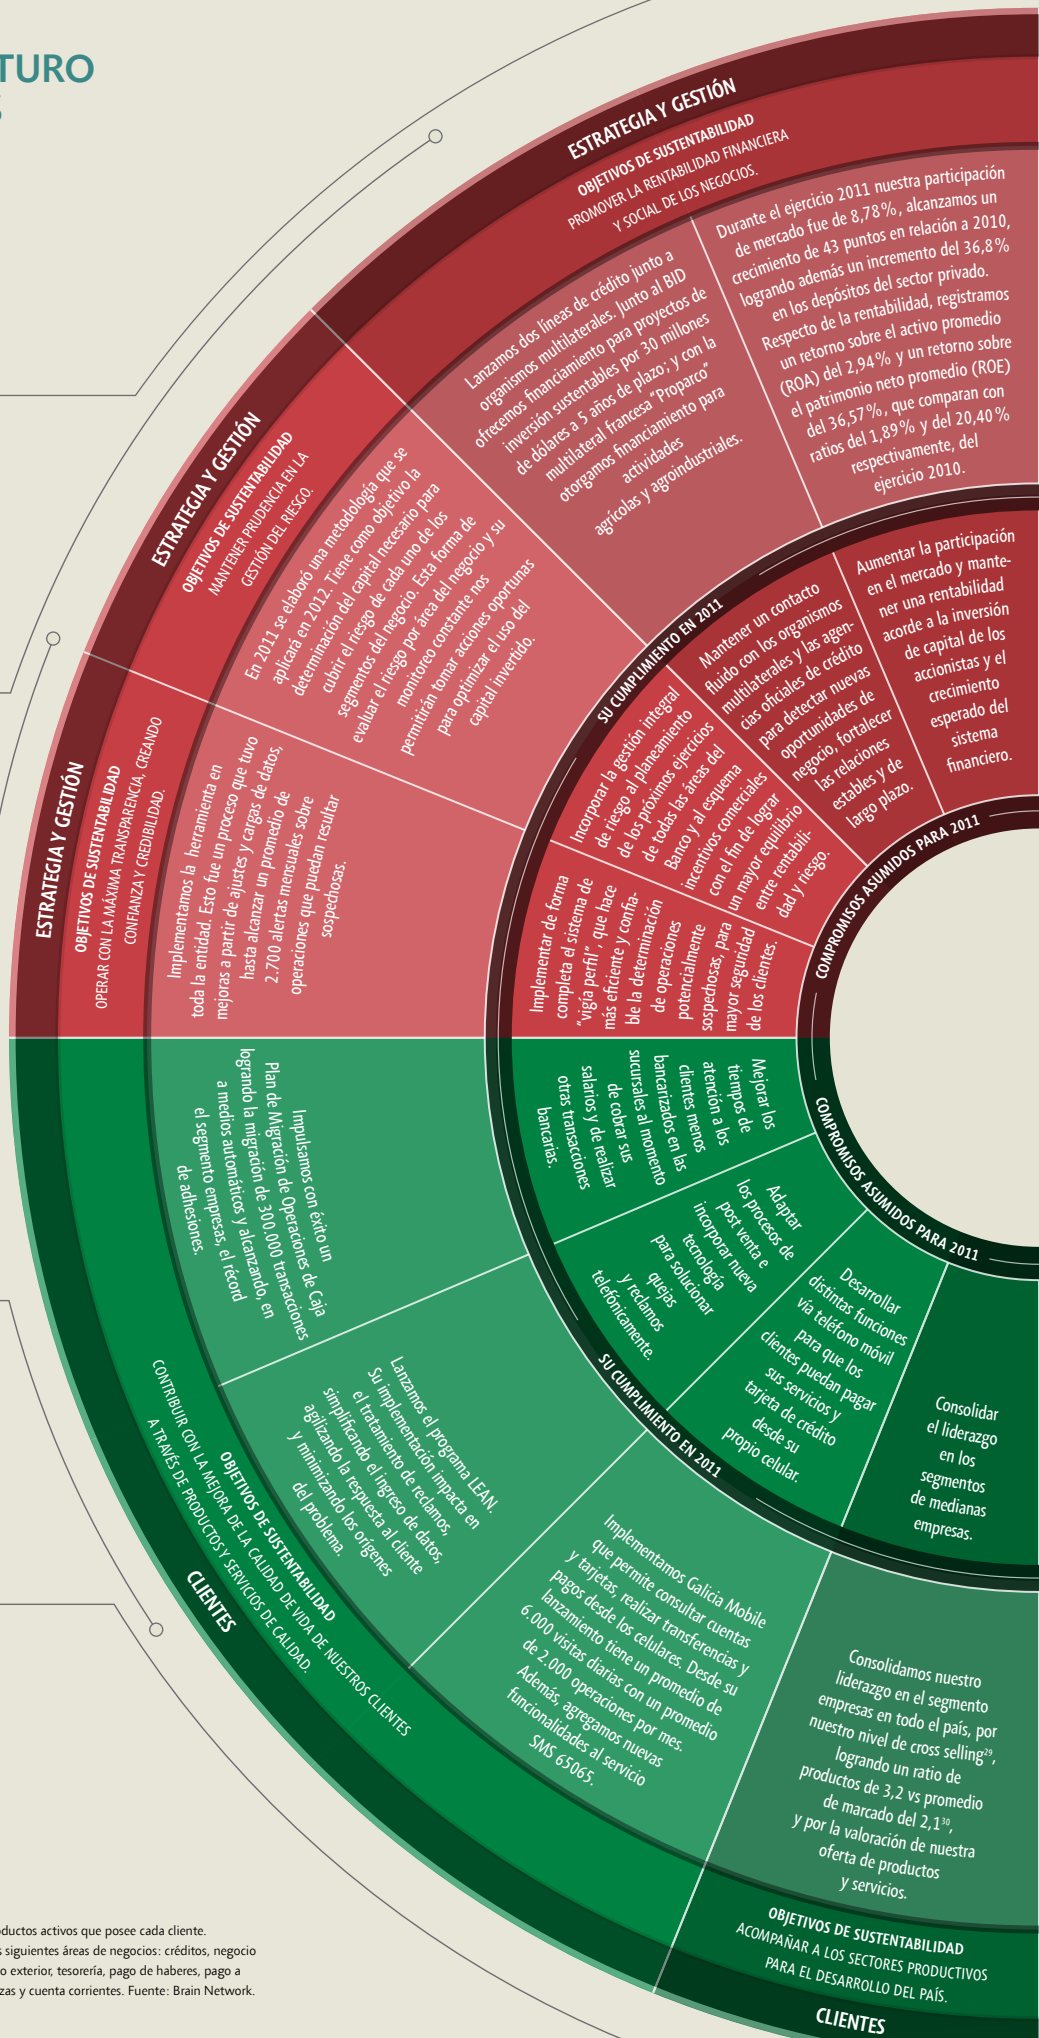 TURO
S
ESTRATEGIA Y GESTIÓN
OBJETIVOS DE SUSTENTABILIDAD
PROMOVER LA RENTABILIDAD FINANCIERA
Y SOCIAL DE LOS NEGOCIOS.
Durante el ejercicio 2011 nuestra participación
de mercado fue de 8,78%, alcanzamos un
crecimiento de 43 puntos en relación a 2010,
logrando además un incremento del 36,8%
en los depósitos del sector privado.
Respecto de la rentabilidad, registramos
un retorno sobre el activo promedio
(ROA) del 2,94% y un retorno sobre
el patrimonio neto promedio (ROE)
del 36,57%, que comparan con
ratios del 1,89% y del 20,40%
respectivamente, del
ejercicio 2010.
Lanzamos dos líneas de crédito junto a
organismos multilaterales. Junto al BID
ofrecemos financiamiento para proyectos de
inversión sustentables por 30 millones
de dólares a 5 años de plazo; y con la
multilateral francesa “Proparco”
otorgamos financiamiento para
actividades
agrícolas y agroindustriales.
ESTRATEGIA Y GESTIÓN
OBJETIVOS DE SUSTENTABILIDAD
MANTENER PRUDENCIA EN LA
GESTIÓN DEL RIESGO.
En 2011 se elaboró una metodología que se
aplicará en 2012. Tiene como objetivo la
determinación del capital necesario para
cubrir el riesgo de cada uno de los
segmentos del negocio. Esta forma de
evaluar el riesgo por área del negocio y su
monitoreo constante nos
permitirán tomar acciones oportunas
para optimizar el uso del
capital invertido.
ESTRATEGIA Y GESTIÓN
OBJETIVOS DE SUSTENTABILIDAD
OPERAR CON LA MÁXIMA TRANSPARENCIA, CREANDO
CONFIANZA Y CREDIBILIDAD.
Implementamos la herramienta en
toda la entidad. Esto fue un proceso que tuvo
mejoras a partir de ajustes y cargas de datos,
hasta alcanzar un promedio de
2.700 alertas mensuales sobre
operaciones que puedan resultar
sospechosas.
SU CUMPLIMIENTO EN 2011
Aumentar la participación
en el mercado y mante-
ner una rentabilidad
acorde a la inversión
de capital de los
accionistas y el
crecimiento
esperado del
sistema
financiero.
Mantener un contacto
fluido con los organismos
multilaterales y las agen-
cias oficiales de crédito
para detectar nuevas
oportunidades de
negocio, fortalecer
las relaciones
estables y de
largo plazo.
Incorporar la gestión integral
de riesgo al planeamiento
de los próximos ejercicios
de todas las áreas del
Banco y al esquema
incentivos comerciales
con el fin de lograr
un mayor equilibrio
entre rentabili-
dad y riesgo.
Implementar de forma
completa el sistema de
“vigía perfil”, que hace
más eficiente y confia-
ble la determinación
de operaciones
potencialmente
sospechosas, para
mayor seguridad
de los clientes.
COMPROMISOS ASUMIDOS PARA 2011
COMPROMISOS ASUMIDOS PARA 2011
Mejorar los
tiempos de
atención a los
clientes menos
bancarizados en las
sucursales al momento
de cobrar sus
salarios y de realizar
otras transacciones
bancarias.
Adaptar
los procesos de
post venta e
incorporar nueva
tecnología
para solucionar
quejas
y reclamos
telefónicamente.
Desarrollar
distintas funciones
vía teléfono móvil
para que los
clientes puedan pagar
sus servicios y
tarjeta de crédito
desde su
propio celular.
Consolidar
el liderazgo
en los
segmentos
de medianas
empresas.
SU CUMPLIMIENTO EN 2011
Impulsamos con éxito un
Plan de Migración de Operaciones de Caja
logrando la migración de 300.000 transacciones
a medios automáticos y alcanzando, en
el segmento empresas, el récord
de adhesiones.
Lanzamos el programa LEAN.
Su implementación impacta en
el tratamiento de reclamos,
simplificando el ingreso de datos,
agilizando la respuesta al cliente
y minimizando los orígenes
del problema.
Implementamos Galicia Mobile
que permite consultar cuentas
y tarjetas, realizar transferencias y
pagos desde los celulares. Desde su
lanzamiento tiene un promedio de
6.000 visitas diarias con un promedio
de 2.000 operaciones por mes.
Además, agregamos nuevas
funcionalidades al servicio
SMS 65065.
Consolidamos nuestro
liderazgo en el segmento
empresas en todo el país, por
nuestro nivel de cross selling²⁹,
logrando un ratio de
productos de 3,2 vs promedio
de marcado del 2,1³⁰,
y por la valoración de nuestra
oferta de productos
y servicios.
OBJETIVOS DE SUSTENTABILIDAD
CONTRIBUIR CON LA MEJORA DE LA CALIDAD DE VIDA DE NUESTROS CLIENTES
A TRAVÉS DE PRODUCTOS Y SERVICIOS DE CALIDAD.
CLIENTES
OBJETIVOS DE SUSTENTABILIDAD
ACOMPAÑAR A LOS SECTORES PRODUCTIVOS
PARA EL DESARROLLO DEL PAÍS.
CLIENTES
oductos activos que posee cada cliente.
s siguientes áreas de negocios: créditos, negocio
o exterior, tesorería, pago de haberes, pago a
zas y cuenta corrientes. Fuente: Brain Network.